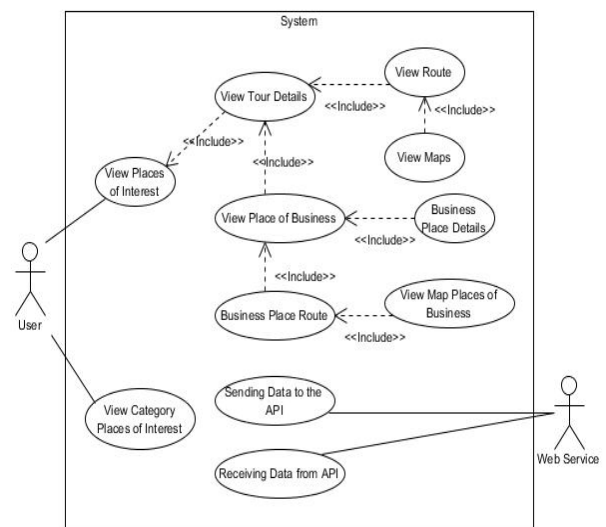 System
View Route
View Tour Details
<<Include>>
<<Include>>
<<Include>>
View Maps
<<Include>>
View Places
of Interest
Business
Place Details
View Place of Business
<<Include>>
<<Include>>
View Map Places of
Business
Business Place Route
<<Include>>
User
Sending Data to the
API
View Category
Places of Interest
Web Service
Receiving Data from API